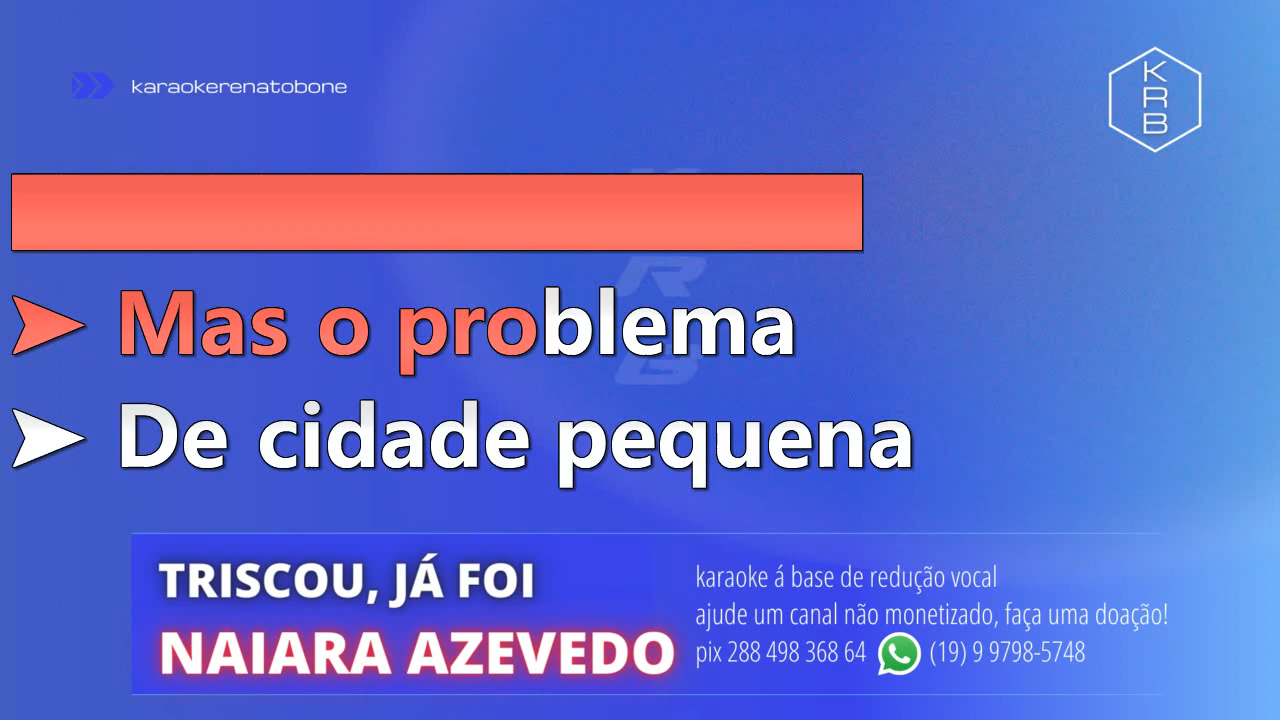 karaokerenatobone
K
R
B
➤ Mas o problema
R
B
➤ De cidade pequena
TRISCOU, JÁ FOI
NAIARA AZEVEDO
karaoke á base de redução vocal
ajude um canal não monetizado, faça uma doação!
pix 288 498 368 64 (19) 9 9798-5748